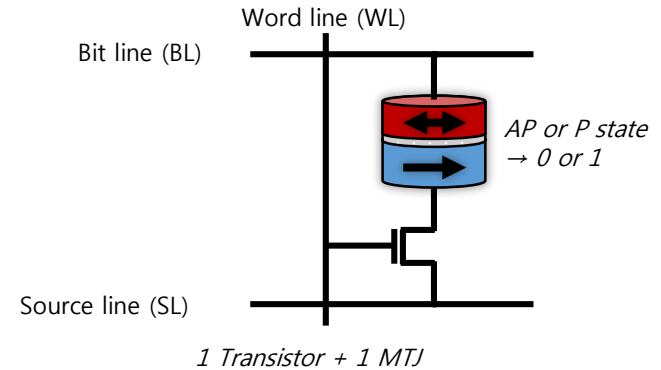 Word line (WL)
Bit line (BL)
AP or P state
→ 0 or 1
Source line (SL)
1 Transistor + 1 MTJ